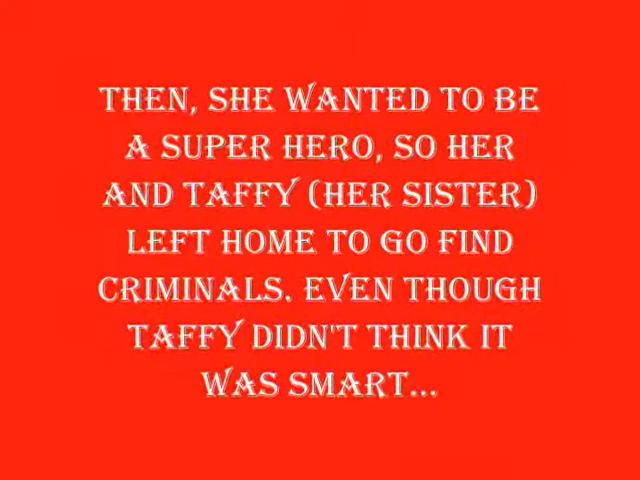 THEN, SHE WANTED TO BE
A SUPER HERO, SO HER
AND TAFFY (HER SISTER)
LEFT HOME TO GO FIND
CRIMINALS. EVEN THOUGH
TAFFY DIDN'T THINK IT
WAS SMART...